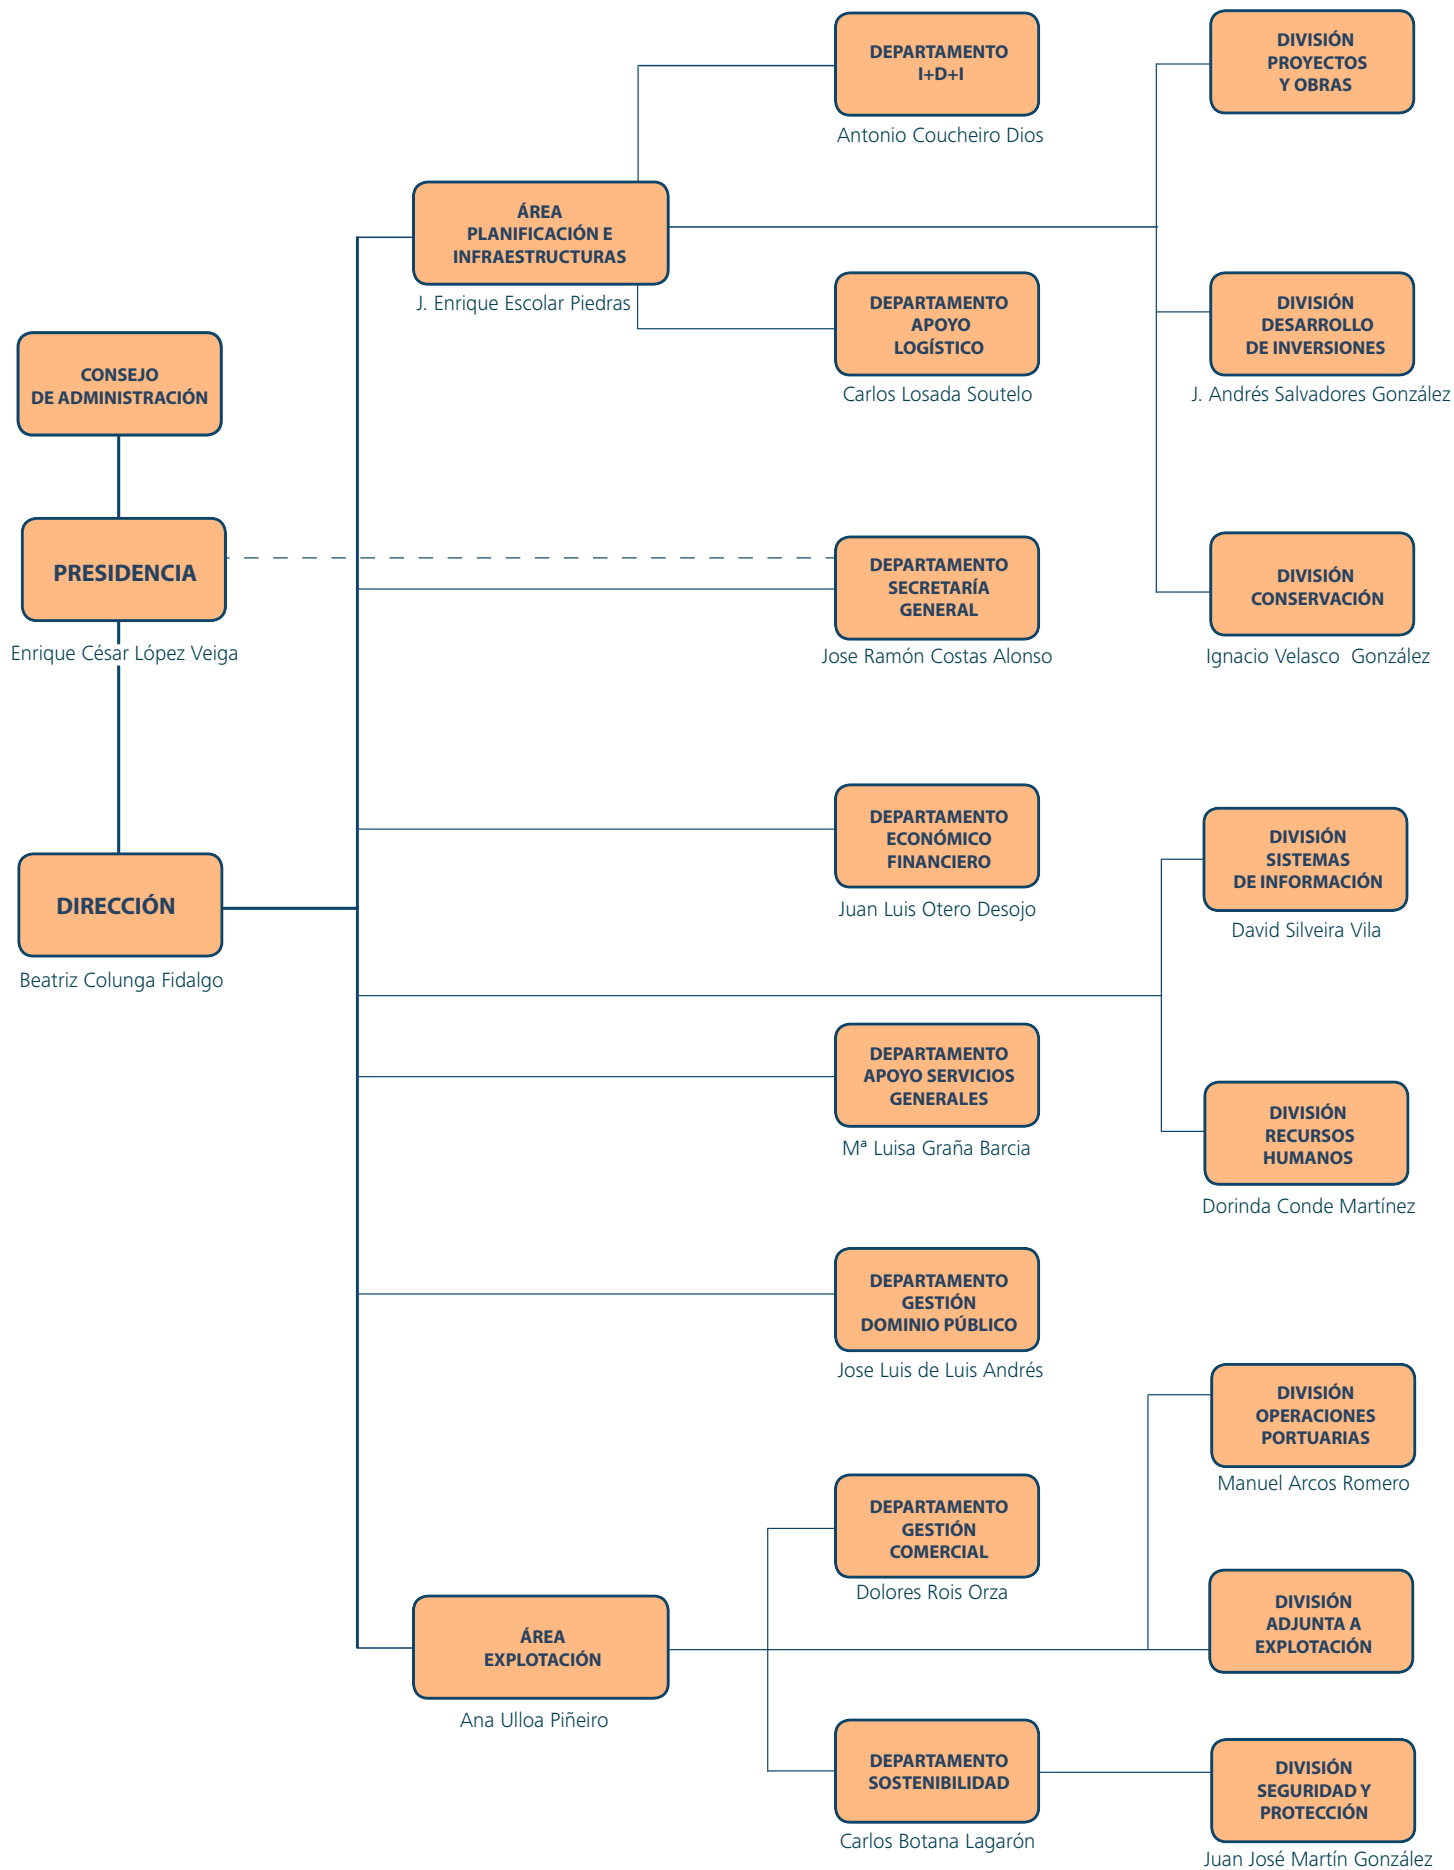 DEPARTAMENTO
I+D+I
Antonio Coucheiro Dios
DIVISIÓN
PROYECTOS
Y OBRAS
ÁREA
PLANIFICACIÓN E
INFRAESTRUCTURAS
J. Enrique Escolar Piedras
DEPARTAMENTO
APOYO
LOGÍSTICO
Carlos Losada Soutelo
DIVISIÓN
DESARROLLO
DE INVERSIONES
J. Andrés Salvadores González
CONSEJO
DE ADMINISTRACIÓN
PRESIDENCIA
Enrique César López Veiga
DEPARTAMENTO
SECRETARÍA
GENERAL
Jose Ramón Costas Alonso
DIVISIÓN
CONSERVACIÓN
Ignacio Velasco  González
DIRECCIÓN
Beatriz Colunga Fidalgo
DEPARTAMENTO
ECONÓMICO
FINANCIERO
Juan Luis Otero Desojo
DIVISIÓN
SISTEMAS
DE INFORMACIÓN
David Silveira Vila
DEPARTAMENTO
APOYO SERVICIOS
GENERALES
Mª Luisa Graña Barcia
DIVISIÓN
RECURSOS
HUMANOS
Dorinda Conde Martínez
DEPARTAMENTO
GESTIÓN
DOMINIO PÚBLICO
Jose Luis de Luis Andrés
DIVISIÓN
OPERACIONES
PORTUARIAS
Manuel Arcos Romero
DEPARTAMENTO
GESTIÓN
COMERCIAL
Dolores Rois Orza
ÁREA
EXPLOTACIÓN
Ana Ulloa Piñeiro
DIVISIÓN
ADJUNTA A
EXPLOTACIÓN
DEPARTAMENTO
SOSTENIBILIDAD
Carlos Botana Lagarón
DIVISIÓN
SEGURIDAD Y
PROTECCIÓN
Juan José Martín González